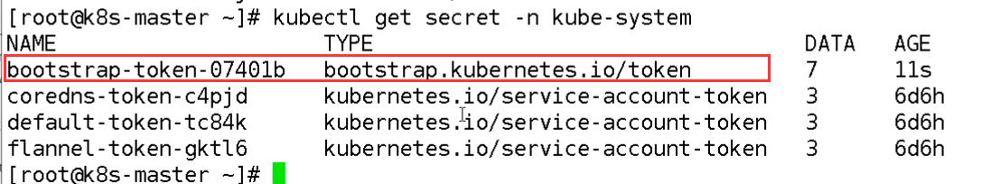 [root@k8s-master ~]# kubectl get secret -n kube-system
NAME TYPE DATA AGE
bootstrap-token-07401b bootstrap.kubernetes.io/token 7 11s
coredns-token-c4pjd kubernetes.io/service-account-token 3 6d6h
default-token-tc84k kubernetes.io/service-account-token 3 6d6h
flannel-token-gktl6 kubernetes.io/service-account-token 3 6d6h
[root@k8s-master ~]#